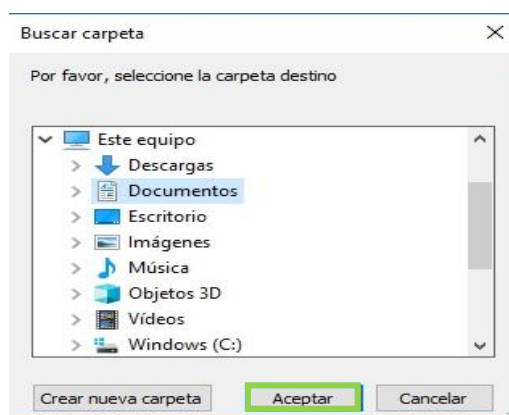 Buscar carpeta
Por favor, seleccione la carpeta destino
Este equipo
Descargas
Documentos
Escritorio
Imágenes
Música
Objetos 3D
Vídeos
Windows (C:)
Crear nueva carpeta Aceptar Cancelar